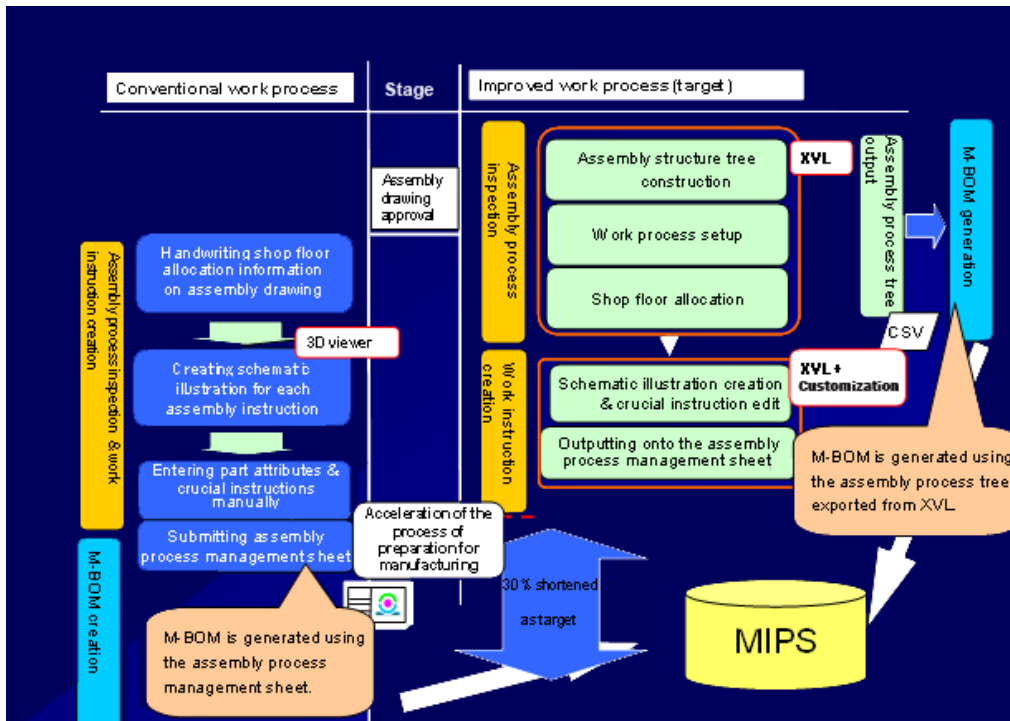 Conventional work process
Stage
Improved work process (target)
Assembly
drawing
approval
Assembly process inspection & work
instruction creation
Handwriting shop floor
allocation information
on assembly drawing
3D viewer
Creating schematic
illustration for each
assembly instruction
Entering part attributes &
crucial instructions
manually
Submitting assembly
process management sheet
M-BOM creation
M-BOM is generated using
the assembly process
management sheet.
Acceleration of the
process of
preparation for
manufacturing
Assembly process
inspection
Assembly structure tree
construction
XVL
Work process setup
Shop floor allocation
Assembly process tree
output
M-BOM generation
CSV
Work instruction
creation
Schematic illustration creation
& crucial instruction edit
XVL +
Customization
Outputting onto the assembly
process management sheet
M-BOM is generated using
the assembly process tree
exported from XVL.
30% shortened
as target
MIPS